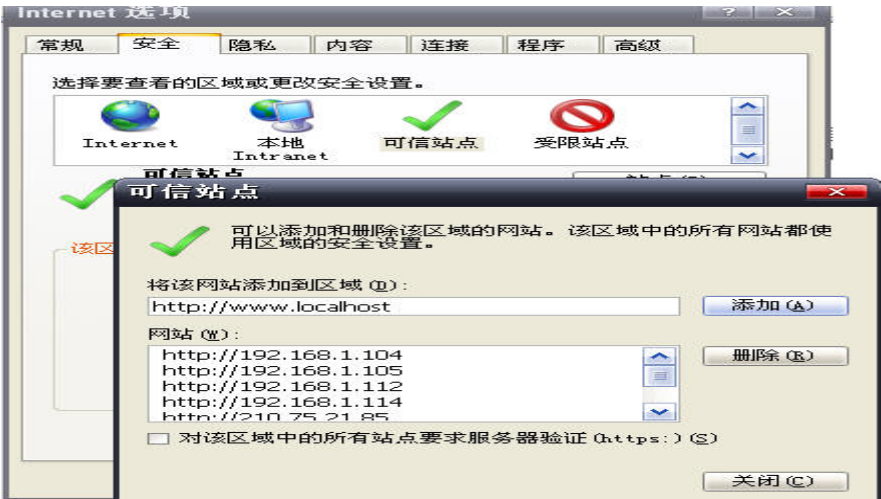 Internet 选项
常规 安全 隐私 内容 连接 程序 高级
选择要查看的区域或更改安全设置。
Internet 本地 Intranet 可信站点 受限站点
可信站点
该区
可信站点
可以添加和删除该区域的网站。该区域中的所有网站都使
用区域的安全设置。
将该网站添加到区域(D):
http://www.localhost 添加(A)
网站(W):
http://192.168.1.104 删除(R)
http://192.168.1.105
http://192.168.1.112
http://192.168.1.114
http://210.75.21.85
对该区域中的所有站点要求服务器验证(https:)(S)
关闭(C)